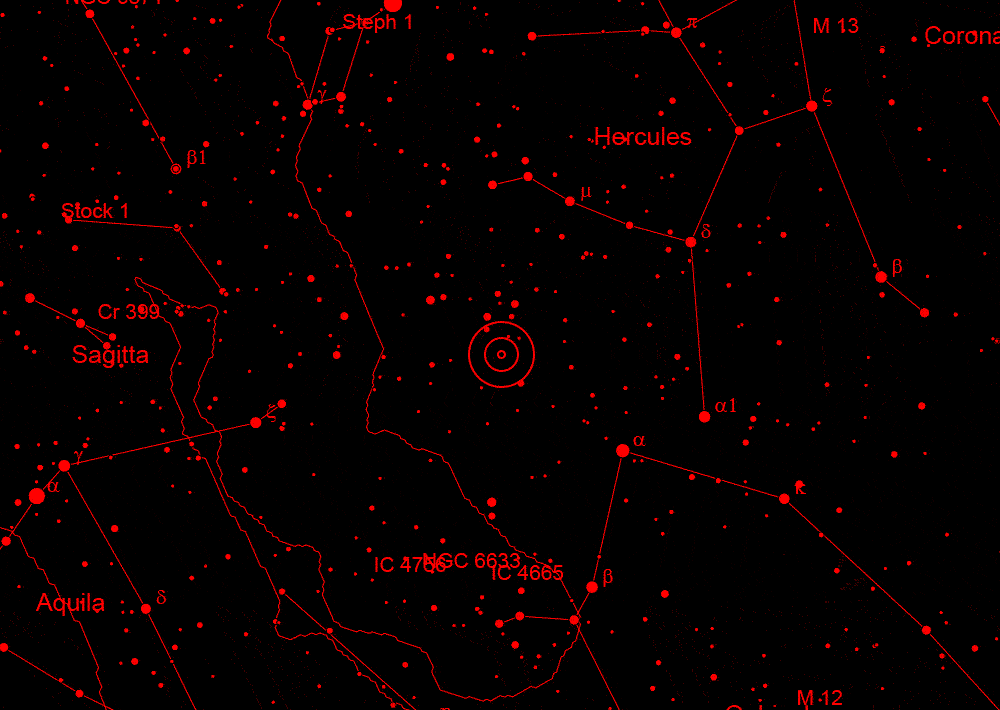 π
Steph 1
M 13
Corona
γ
ξ
Hercules
β1
μ
Stock 1
δ
β
Cr 399
Sagitta
α1
ξ
α
γ
κ
α
NGC 6633
IC 4756
IC 4665
β
Aquila
δ
M 12